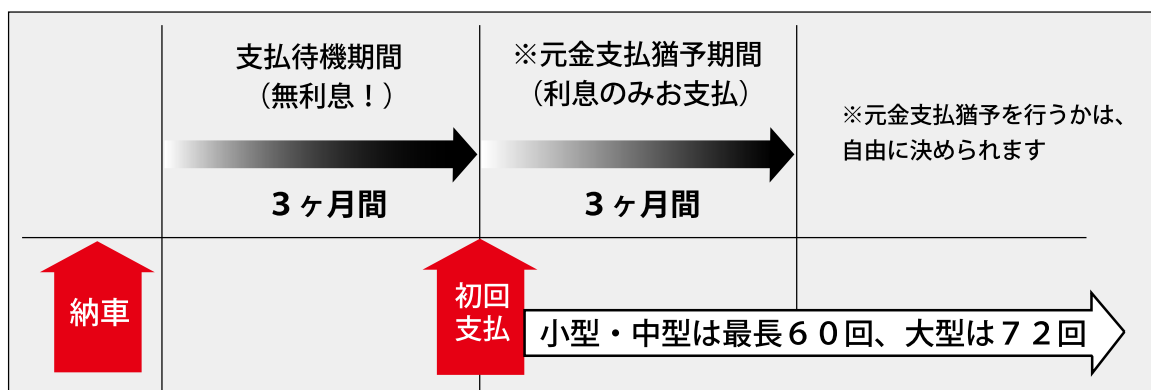 支払待機期間
（無利息！）
３ヶ月間
※元金支払猶予期間
（利息のみお支払）
３ヶ月間
※元金支払猶予を行うかは、
自由に決められます
納車
初回
支払
小型・中型は最長６０回、大型は７２回